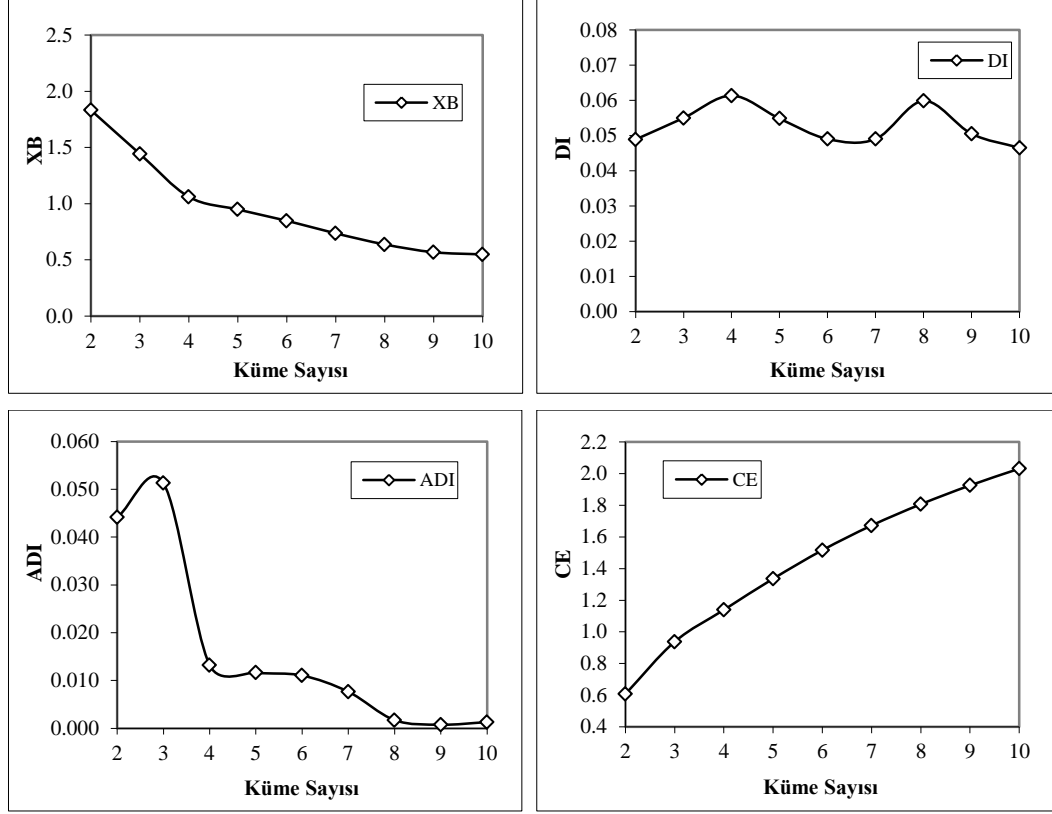 2.5
2.0
1.5
1.0
0.5
0.0
XB
XB
2 3 4 5 6 7 8 9 10
Küme Sayısı
0.08
0.07
0.06
0.05
0.04
0.03
0.02
0.01
0.00
DI
DI
2 3 4 5 6 7 8 9 10
Küme Sayısı
0.060
0.050
0.040
0.030
0.020
0.010
0.000
ADI
ADI
2 3 4 5 6 7 8 9 10
Küme Sayısı
2.2
2.0
1.8
1.6
1.4
1.2
1.0
0.8
0.6
0.4
CE
CE
2 3 4 5 6 7 8 9 10
Küme Sayısı